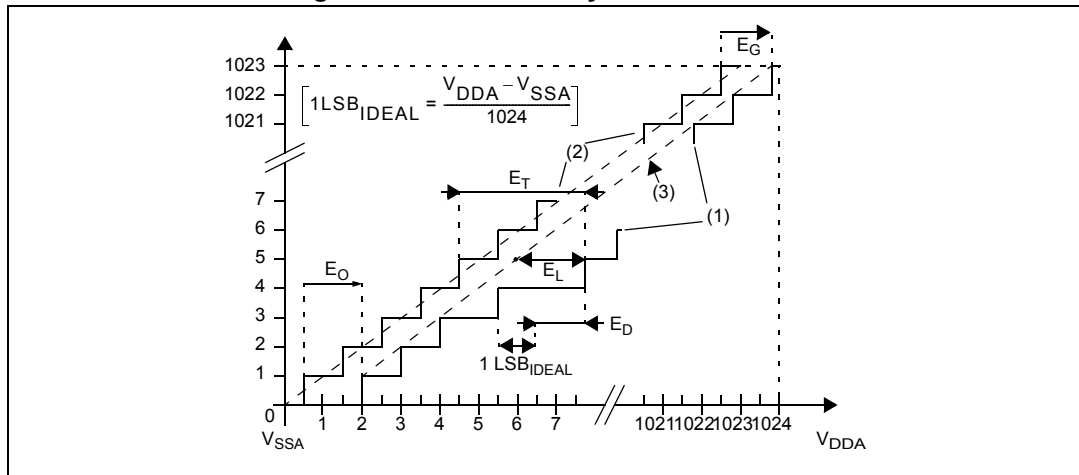 E_G
1023
1022
1021
[1LSB_IDEAL = (V_DDA – V_SSA) / 1024]
(2)
(3)
(1)
E_T
7
6
5
4
3
2
1
0
E_O
E_L
E_D
1 LSB_IDEAL
1 2 3 4 5 6 7 1021 1022 1023 1024
V_SSA
V_DDA